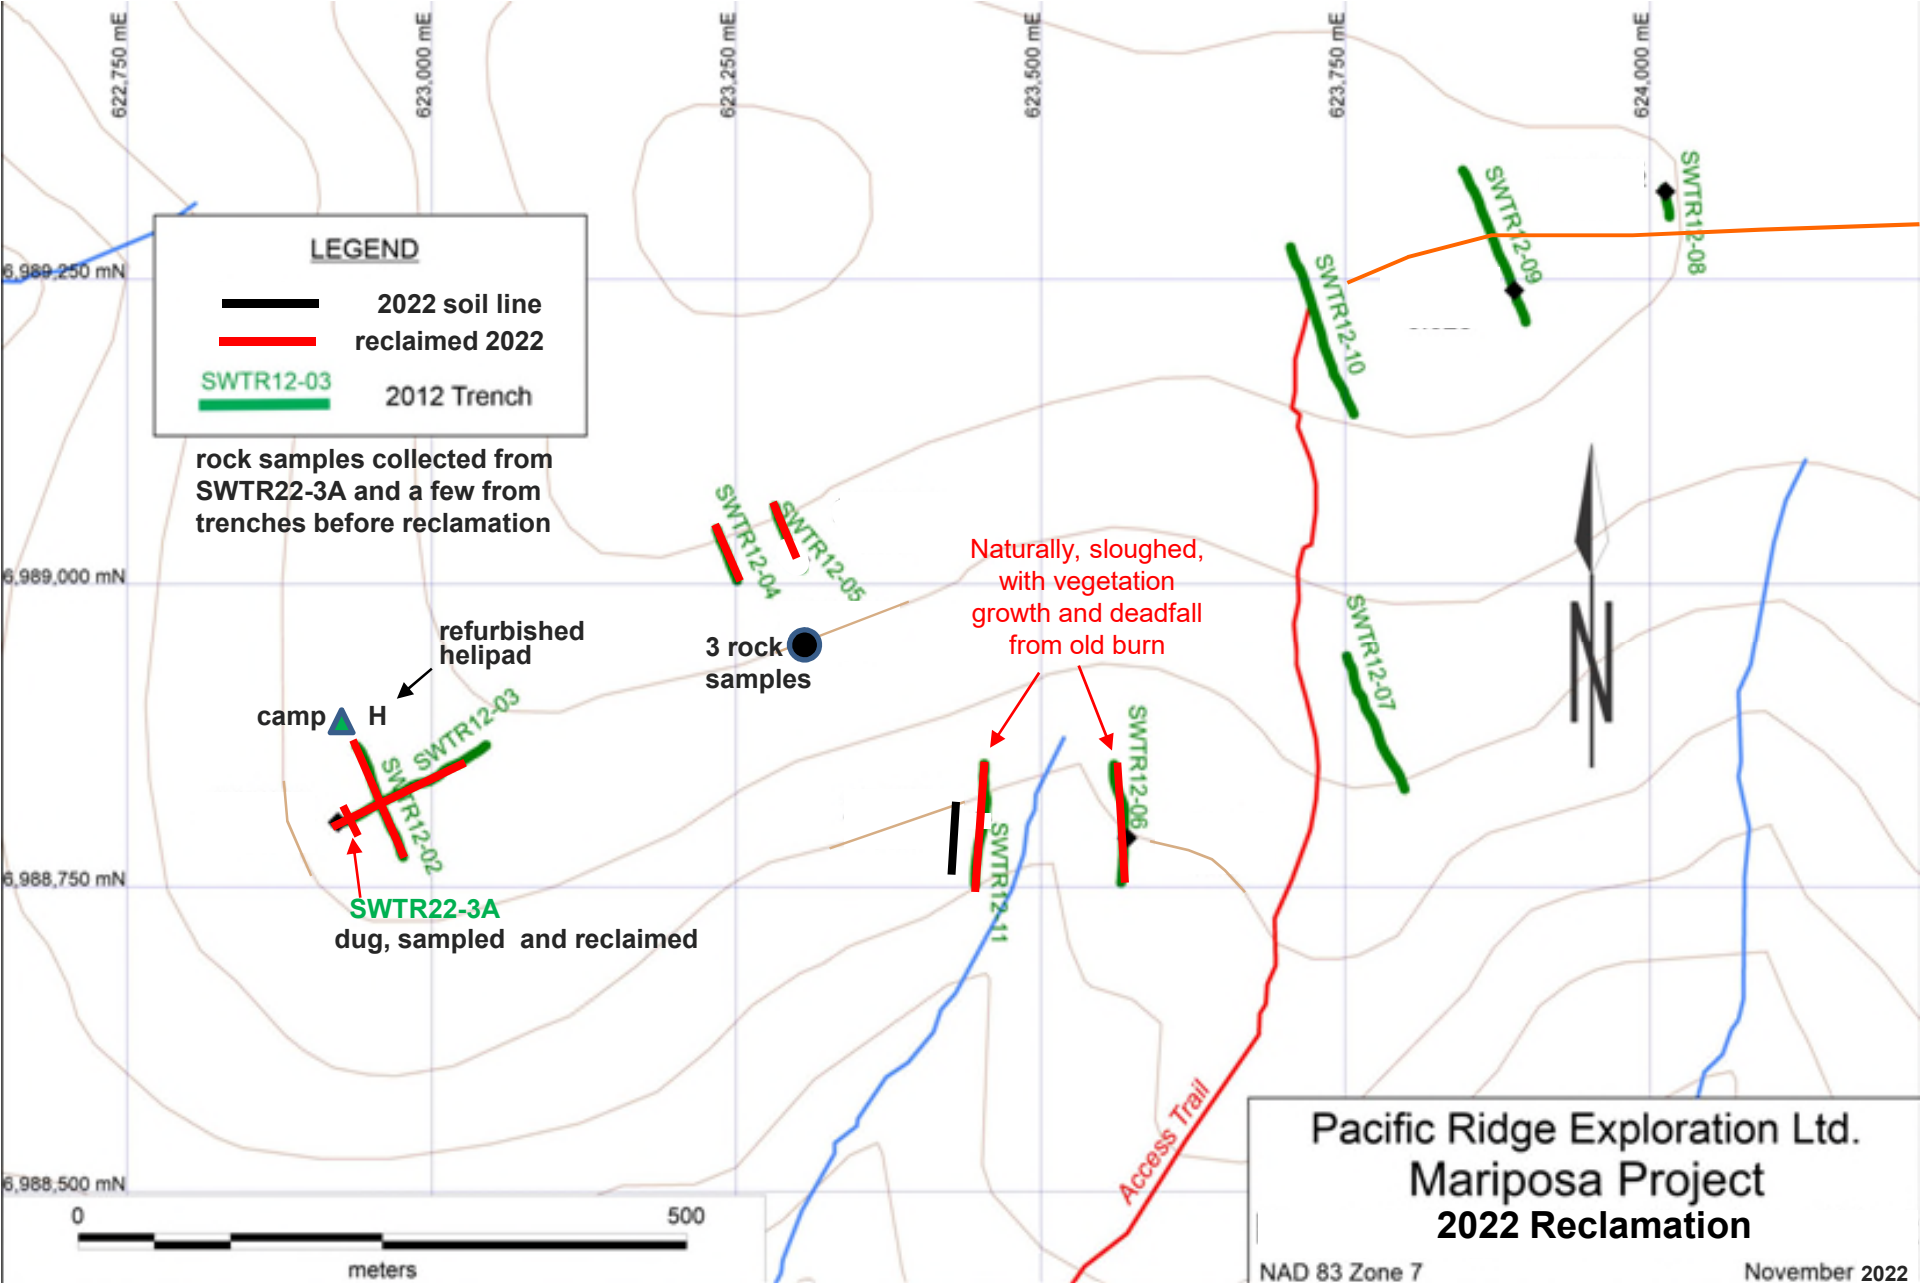 622,750 mE
623,000 mE
623,250 mE
623,500 mE
623,750 mE
624,000 mE
6,989,250 mN
6,989,000 mN
6,988,750 mN
6,988,500 mN
LEGEND
2022 soil line
reclaimed 2022
SWTR12-03
2012 Trench
rock samples collected from
SWTR22-3A and a few from
trenches before reclamation
SWTR12-08
SWTR12-09
SWTR12-10
SWTR12-04
SWTR12-05
Naturally, sloughed,
with vegetation
growth and deadfall
from old burn
refurbished
helipad
3 rock
samples
camp
H
SWTR12-03
SWTR12-02
SWTR12-07
SWTR12-06
SWTR12-11
SWTR22-3A
dug, sampled and reclaimed
N
Access Trail
0
500
meters
Pacific Ridge Exploration Ltd.
Mariposa Project
2022 Reclamation
NAD 83 Zone 7
November 2022